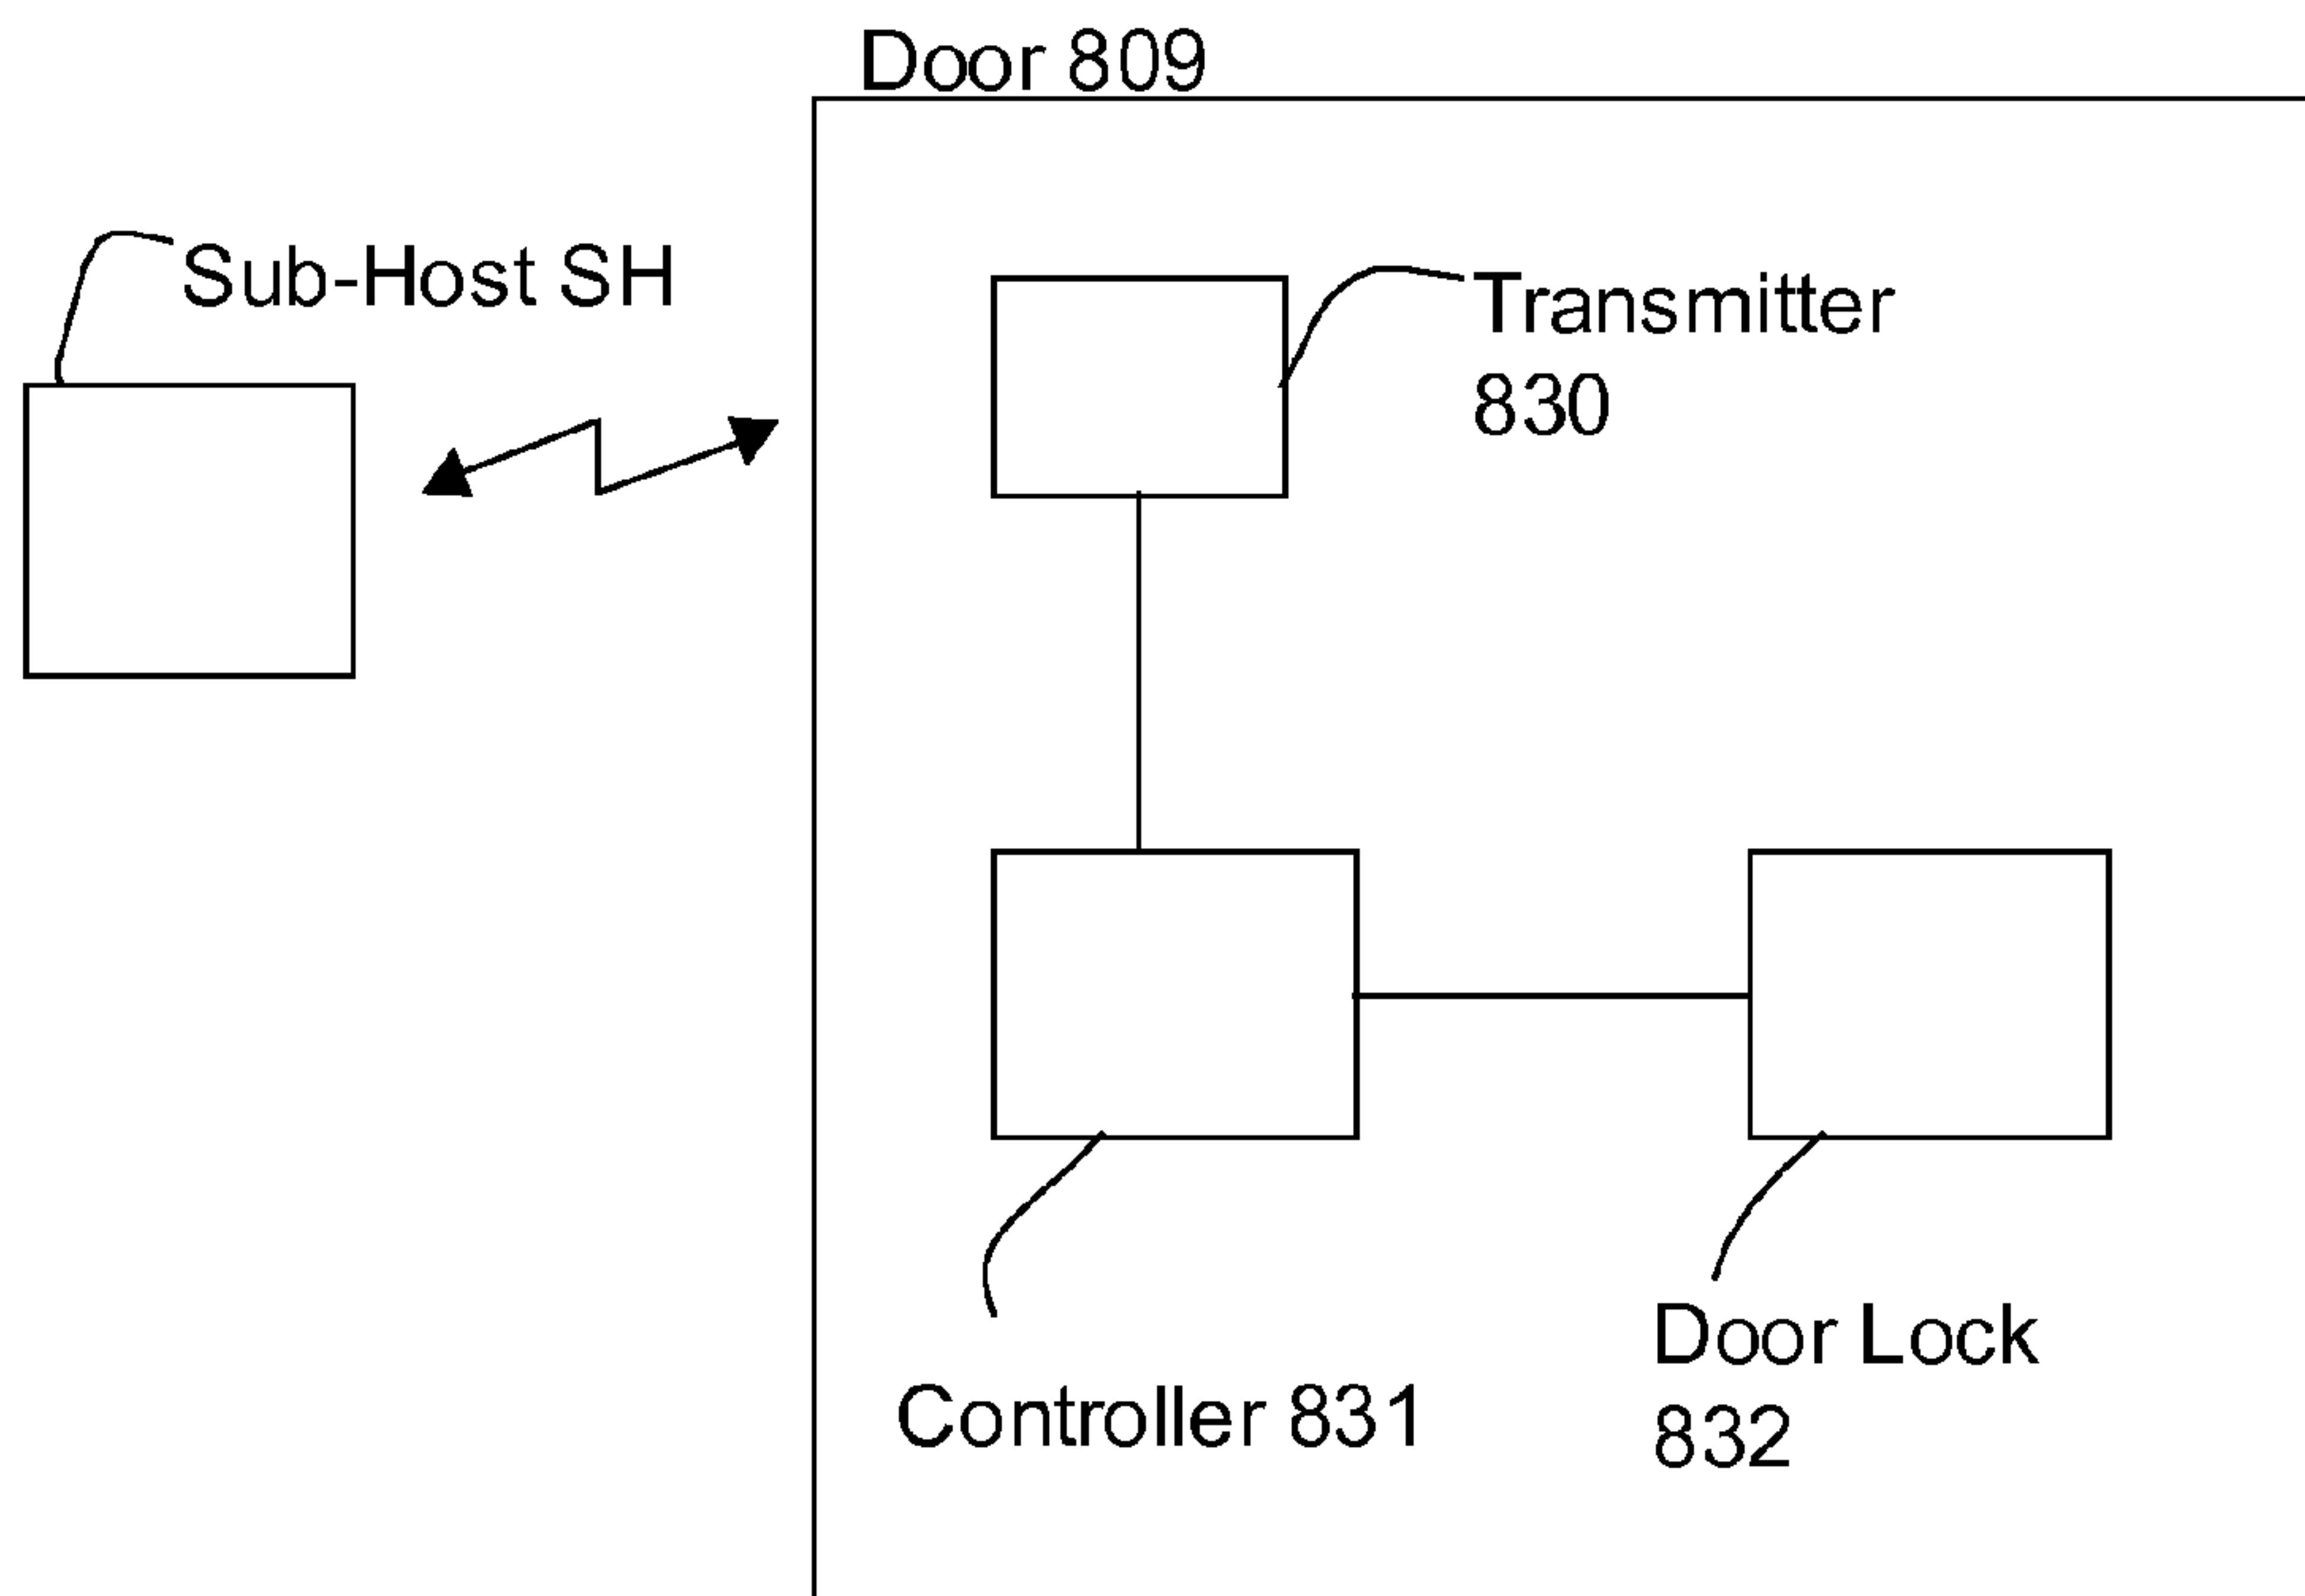 Door 809
Sub-Host SH
Transmitter
830
Door Lock
832
Controller 831